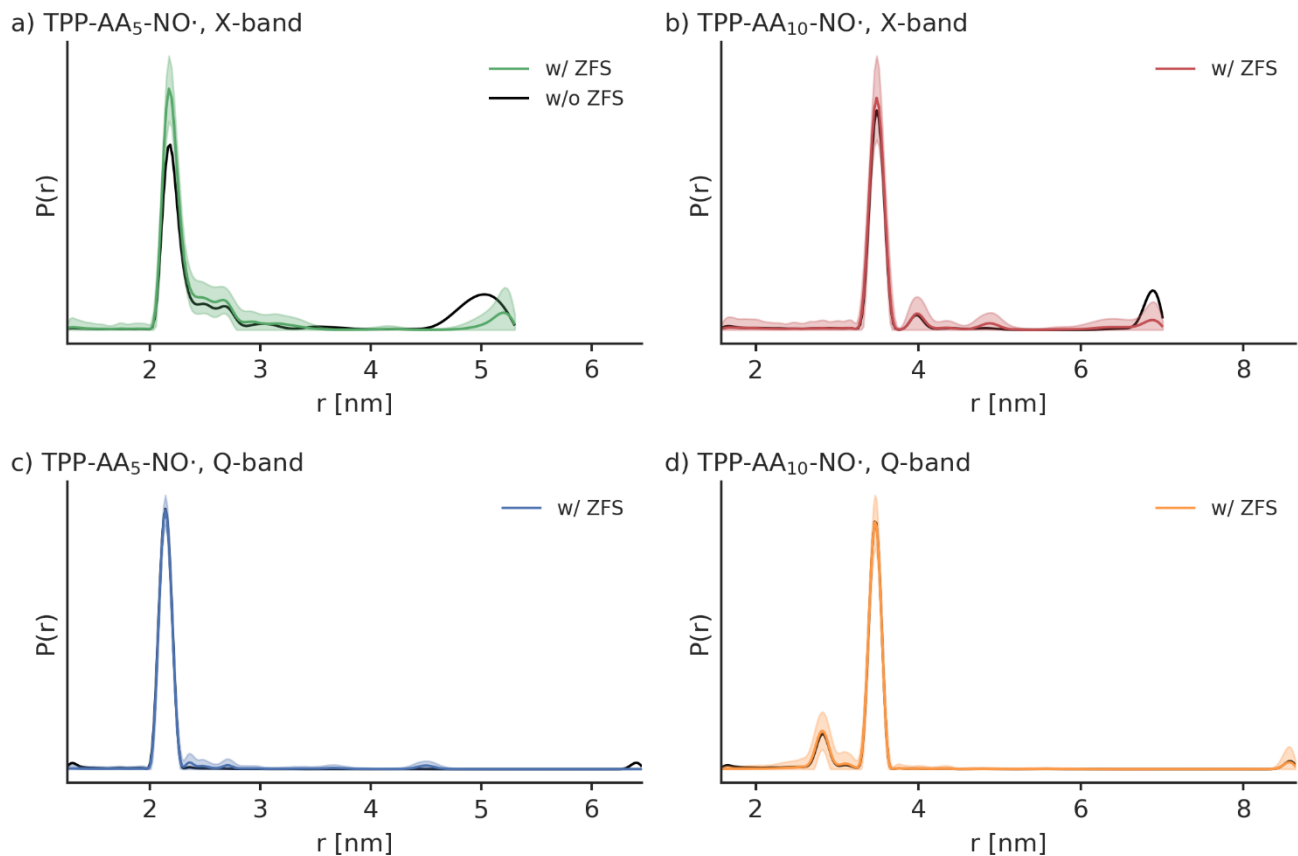 a) TPP-AA₅-NO·, X-band
w/ ZFS
w/o ZFS
P(r)
2 3 4 5 6
r [nm]
b) TPP-AA₁₀-NO·, X-band
w/ ZFS
P(r)
2 4 6 8
r [nm]
c) TPP-AA₅-NO·, Q-band
w/ ZFS
P(r)
2 3 4 5 6
r [nm]
d) TPP-AA₁₀-NO·, Q-band
w/ ZFS
P(r)
2 4 6 8
r [nm]